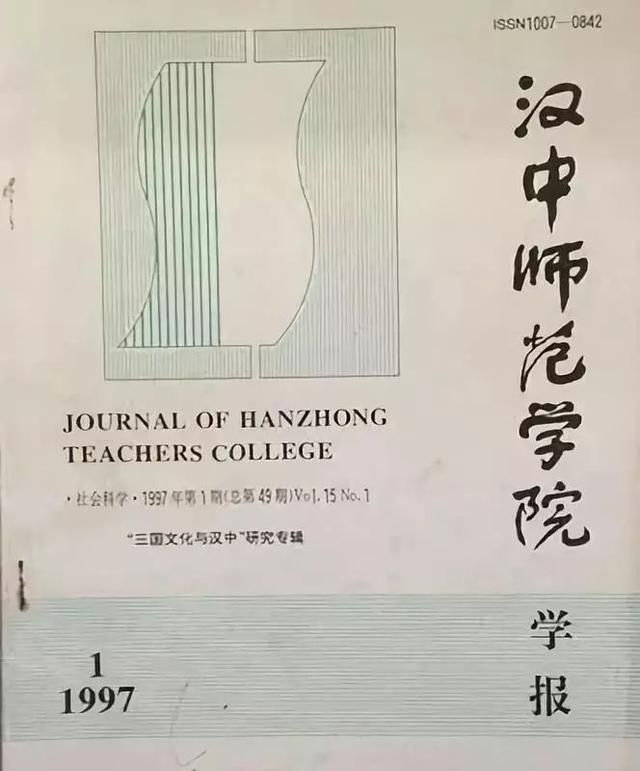 ISSN1007—0842
汉中师范学院
学报
JOURNAL OF HANZHONG
TEACHERS COLLEGE
·社会科学·1997年第1期(总第49期)Vol.15 No.1
“三国文化与汉中”研究专辑
1
1997